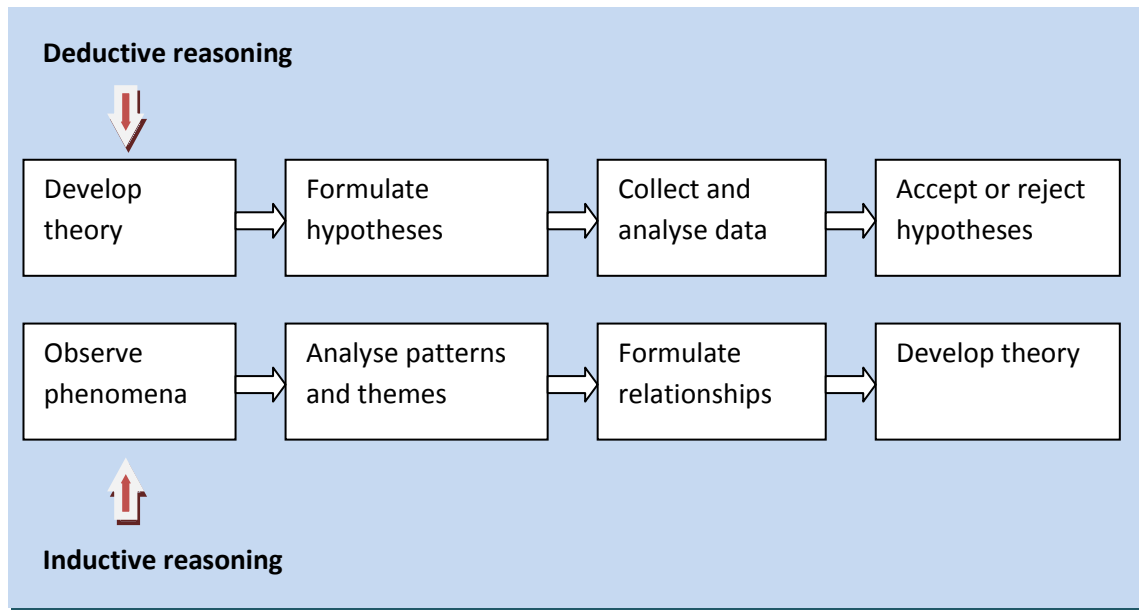 Deductive reasoning
Develop
theory
Formulate
hypotheses
Collect and
analyse data
Accept or reject
hypotheses
Observe
phenomena
Analyse patterns
and themes
Formulate
relationships
Develop theory
Inductive reasoning